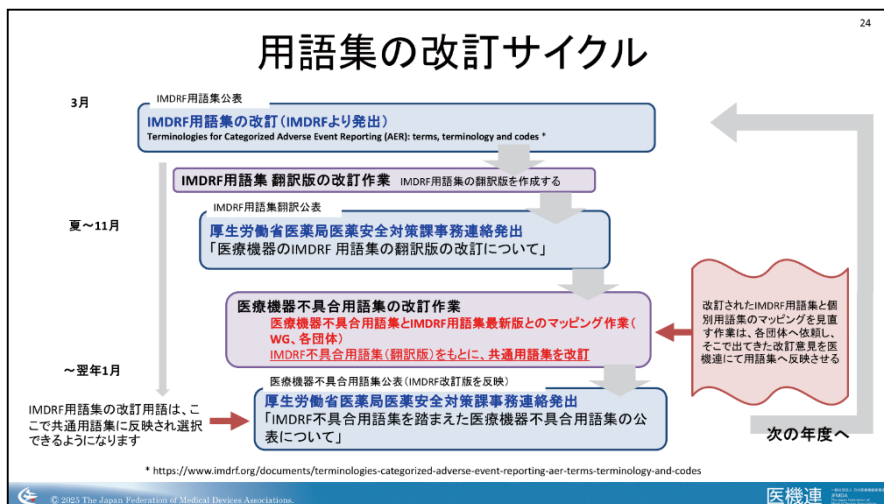 24
用語集の改訂サイクル
3月
IMDRF用語集公表
IMDRF用語集の改訂（IMDRFより発出）
Terminologies for Categorized Adverse Event Reporting (AER): terms, terminology and codes *
IMDRF用語集 翻訳版の改訂作業 IMDRF用語集の翻訳版を作成する
夏～11月
IMDRF用語集翻訳公表
厚生労働省医薬局医薬安全対策課事務連絡発出
「医療機器のIMDRF 用語集の翻訳版の改訂について」
医療機器不具合用語集の改訂作業
医療機器不具合用語集とIMDRF用語集最新版とのマッピング作業（
WG、各団体）
IMDRF不具合用語集（翻訳版）をもとに、共通用語集を改訂
改訂されたIMDRF用語集と個
別用語集のマッピングを見直
す作業は、各団体へ依頼し、
そこで出てきた改訂意見を医
機連にて用語集へ反映させる
～翌年1月
医療機器不具合用語集公表（IMDRF改訂版を反映）
厚生労働省医薬局医薬安全対策課事務連絡発出
「IMDRF不具合用語集を踏まえた医療機器不具合用語集の公
表について」
IMDRF用語集の改訂用語は、ここ
で共通用語集に反映され選択
できるようになります
次の年度へ
* https://www.imdrf.org/documents/terminologies-categorized-adverse-event-reporting-aer-terms-terminology-and-codes
© 2025 The Japan Federation of Medical Devices Associations.
医機連
JFMDA